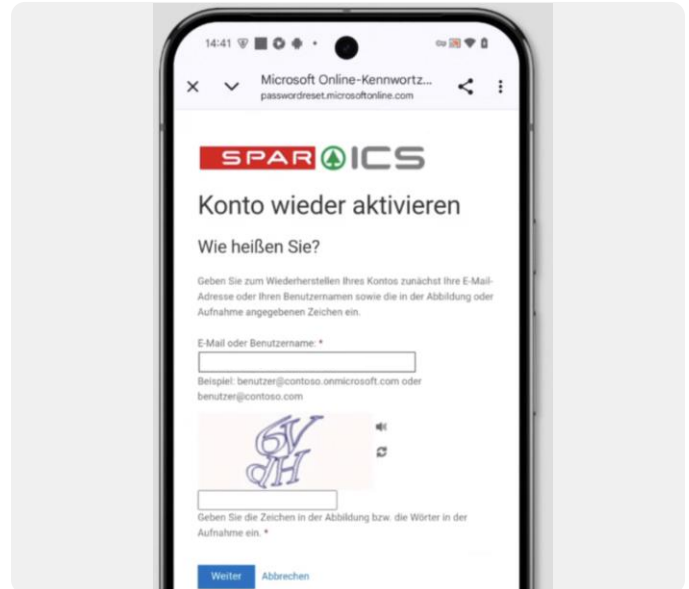 14:41
Microsoft Online-Kennwortz...
passwordreset.microsoftonline.com
SPAR ICS
Konto wieder aktivieren
Wie heißen Sie?
Geben Sie zum Wiederherstellen Ihres Kontos zunächst Ihre E-Mail-
Adresse oder Ihren Benutzernamen sowie die in der Abbildung oder
Aufnahme angegebenen Zeichen ein.
E-Mail oder Benutzername: *
Beispiel: benutzer@contoso.onmicrosoft.com oder
benutzer@contoso.com
Geben Sie die Zeichen in der Abbildung bzw. die Wörter in der
Aufnahme ein. *
Weiter Abbrechen